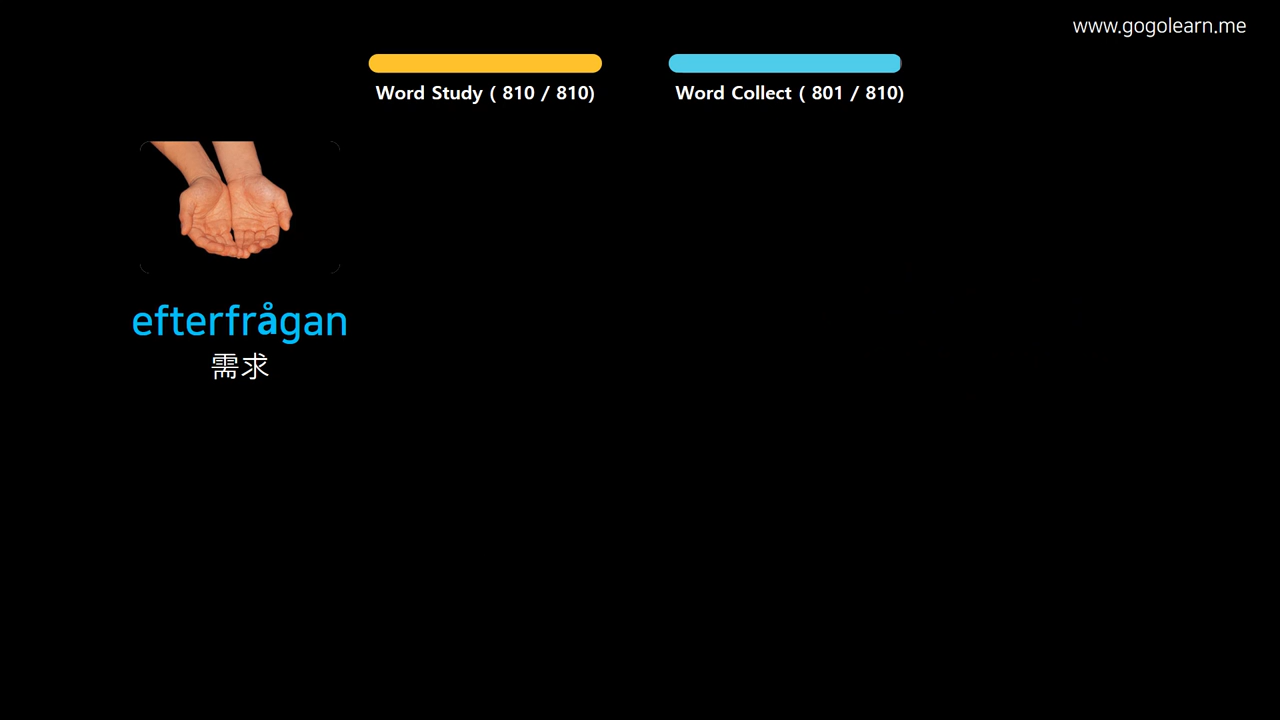 www.gogolearn.me
Word Study ( 810 / 810)
Word Collect ( 801 / 810)
efterfrågan
需求